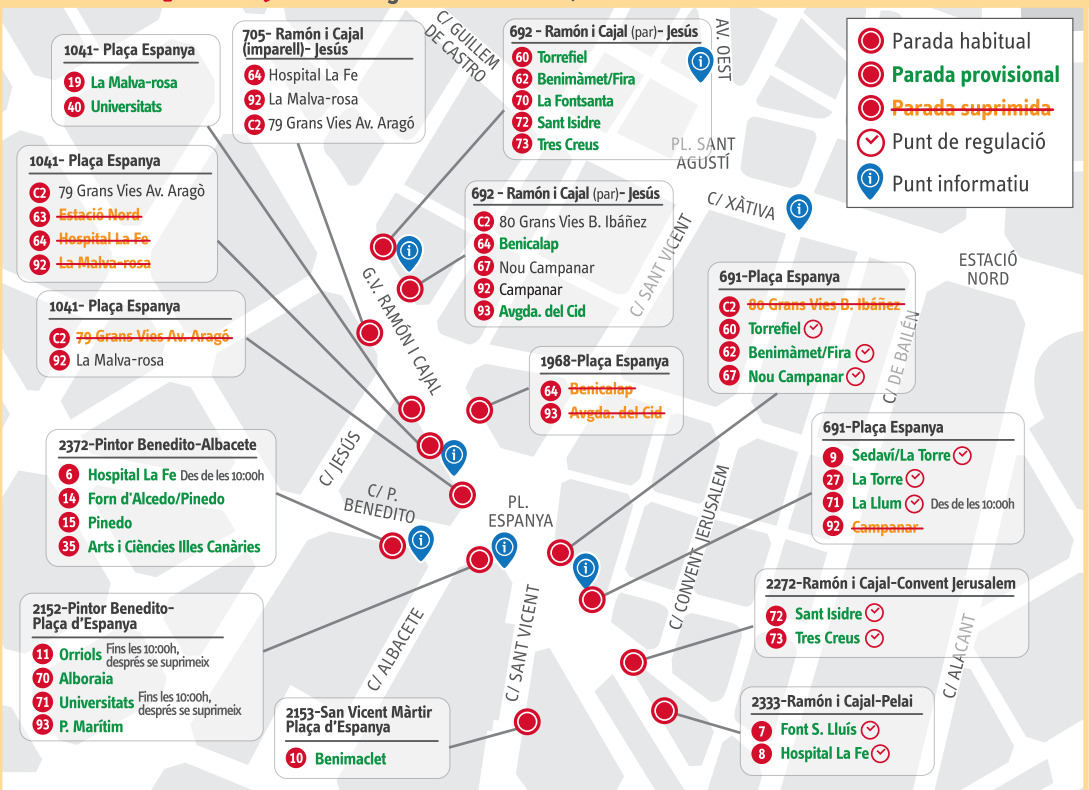 1041- Plaça Espanya
19 La Malva-rosa
40 Universitats
705- Ramón i Cajal
(imparell)- Jesús
64 Hospital La Fe
92 La Malva-rosa
C2 79 Grans Vies Av. Aragó
C/ GUILLEM
DE CASTRO
692 - Ramón i Cajal (par)- Jesús
60 Torrefiel
62 Benimàmet/Fira
70 La Fontsanta
72 Sant Isidre
73 Tres Creus
AV. OEST
PL. SANT
AGUSTÍ
Parada habitual
Parada provisional
Parada suprimida
Punt de regulació
Punt informatiu
1041- Plaça Espanya
C2 79 Grans Vies Av. Aragò
63 Estació Nord
64 Hospital La Fe
92 La Malva-rosa
692 - Ramón i Cajal (par)- Jesús
C2 80 Grans Vies B. Ibáñez
64 Benicalap
67 Nou Campanar
92 Campanar
93 Avgda. del Cid
C/ XÀTIVA
C/ SANT VICENT
ESTACIÓ
NORD
G.V. RAMÓN I CAJAL
1041- Plaça Espanya
C2 79 Grans Vies Av. Aragó
92 La Malva-rosa
691-Plaça Espanya
C2 80 Grans Vies B. Ibáñez
60 Torrefiel
62 Benimàmet/Fira
67 Nou Campanar
C/ DE BAILÉN
1968-Plaça Espanya
64 Benicalap
93 Avgda. del Cid
2372-Pintor Benedito-Albacete
6 Hospital La Fe Des de les 10:00h
14 Forn d'Alcedo/Pinedo
15 Pinedo
35 Arts i Ciències Illes Canàries
C/ JESÚS
C/ P.
BENEDITO
PL.
ESPANYA
C/ CONVENT JERUSALEM
691-Plaça Espanya
9 Sedaví/La Torre
27 La Torre
71 La Llum Des de les 10:00h
92 Campanar
2152-Pintor Benedito-
Plaça d'Espanya
11 Orriols Fins les 10:00h,
després se suprimeix
70 Alboraia
71 Universitats Fins les 10:00h,
després se suprimeix
93 P. Marítim
C/ ALBACETE
C/ SANT VICENT
2272-Ramón i Cajal-Convent Jerusalem
72 Sant Isidre
73 Tres Creus
C/ ALACANT
2153-San Vicent Màrtir
Plaça d'Espanya
10 Benimaclet
2333-Ramón i Cajal-Pelai
7 Font S. Lluís
8 Hospital La Fe